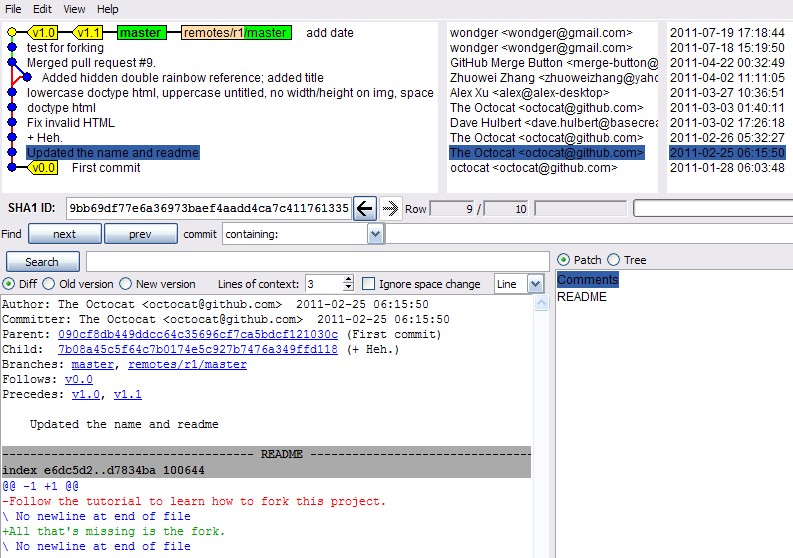 File Edit View Help
v1.0 v1.1 master remotes/r1/master add date wondger <wondger@gmail.com> 2011-07-19 17:18:44
test for forking wondger <wondger@gmail.com> 2011-07-18 15:19:50
Merged pull request #9. GitHub Merge Button <merge-button@ 2011-04-22 00:32:49
Added hidden double rainbow reference; added title Zhuowei Zhang <zhuoweizhang@yaho 2011-04-02 11:11:05
lowercase doctype html, uppercase untitled, no width/height on img, space Alex Xu <alex@alex-desktop> 2011-03-27 10:36:51
doctype html The Octocat <octocat@github.com> 2011-03-03 01:40:11
Fix invalid HTML Dave Hulbert <dave.hulbert@basecrea 2011-03-02 17:26:18
+ Heh. The Octocat <octocat@github.com> 2011-02-26 05:32:27
Updated the name and readme The Octocat <octocat@github.com> 2011-02-25 06:15:50
v0.0 First commit octocat <octocat@github.com> 2011-01-28 06:03:48
SHA1 ID: 9bb69df77e6a36973baef4aadd4ca7c411761335 Row 9 / 10
Find next prev commit containing:
Search
Diff Old version New version Lines of context: 3 Ignore space change Line
Patch Tree
Comments
README
Author: The Octocat <octocat@github.com> 2011-02-25 06:15:50
Committer: The Octocat <octocat@github.com> 2011-02-25 06:15:50
Parent: 090cf8db449ddcc64c35696cf7ca5bdcf121030c (First commit)
Child: 7b08a45c5f64c7b0174e5c927b7476a349ffd118 (+ Heh.)
Branches: master, remotes/r1/master
Follows: v0.0
Precedes: v1.0, v1.1
Updated the name and readme
README
index e6dc5d2..d7834ba 100644
@@ -1 +1 @@
-Follow the tutorial to learn how to fork this project.
\ No newline at end of file
+All that's missing is the fork.
\ No newline at end of file